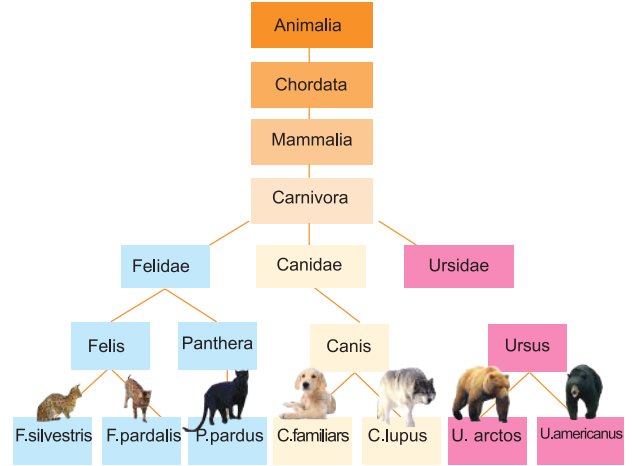 Animalia
Chordata
Mammalia
Carnivora
Felidae
Canidae
Ursidae
Felis
Panthera
Canis
Ursus
F.silvestris
F.pardalis
P.pardus
C.familiars
C.lupus
U. arctos
U.americanus